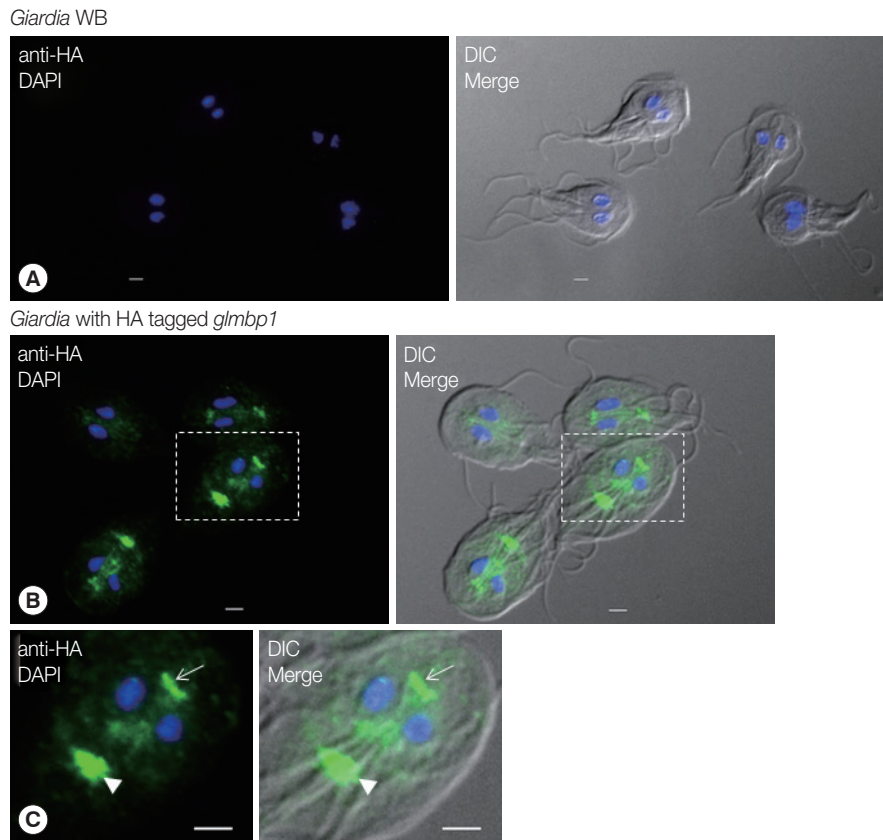 Giardia WB
anti-HA
DAPI
DIC
Merge
A
Giardia with HA tagged glmbp1
anti-HA
DAPI
DIC
Merge
B
anti-HA
DAPI
DIC
Merge
C